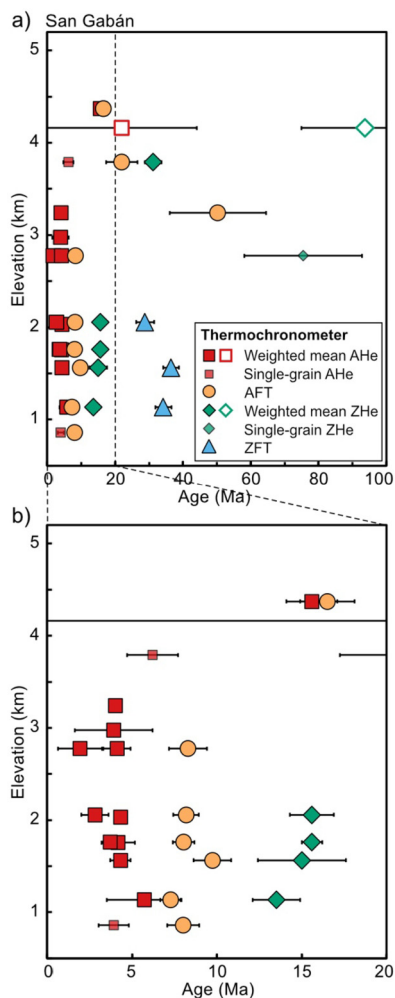 a) San Gabán
5
4
3
2
1
Elevation (km)
Thermochronometer
Weighted mean AHe
Single-grain AHe
AFT
Weighted mean ZHe
Single-grain ZHe
ZFT
0 20 40 60 80 100
Age (Ma)
b)
5
4
3
2
1
Elevation (km)
0 5 10 15 20
Age (Ma)